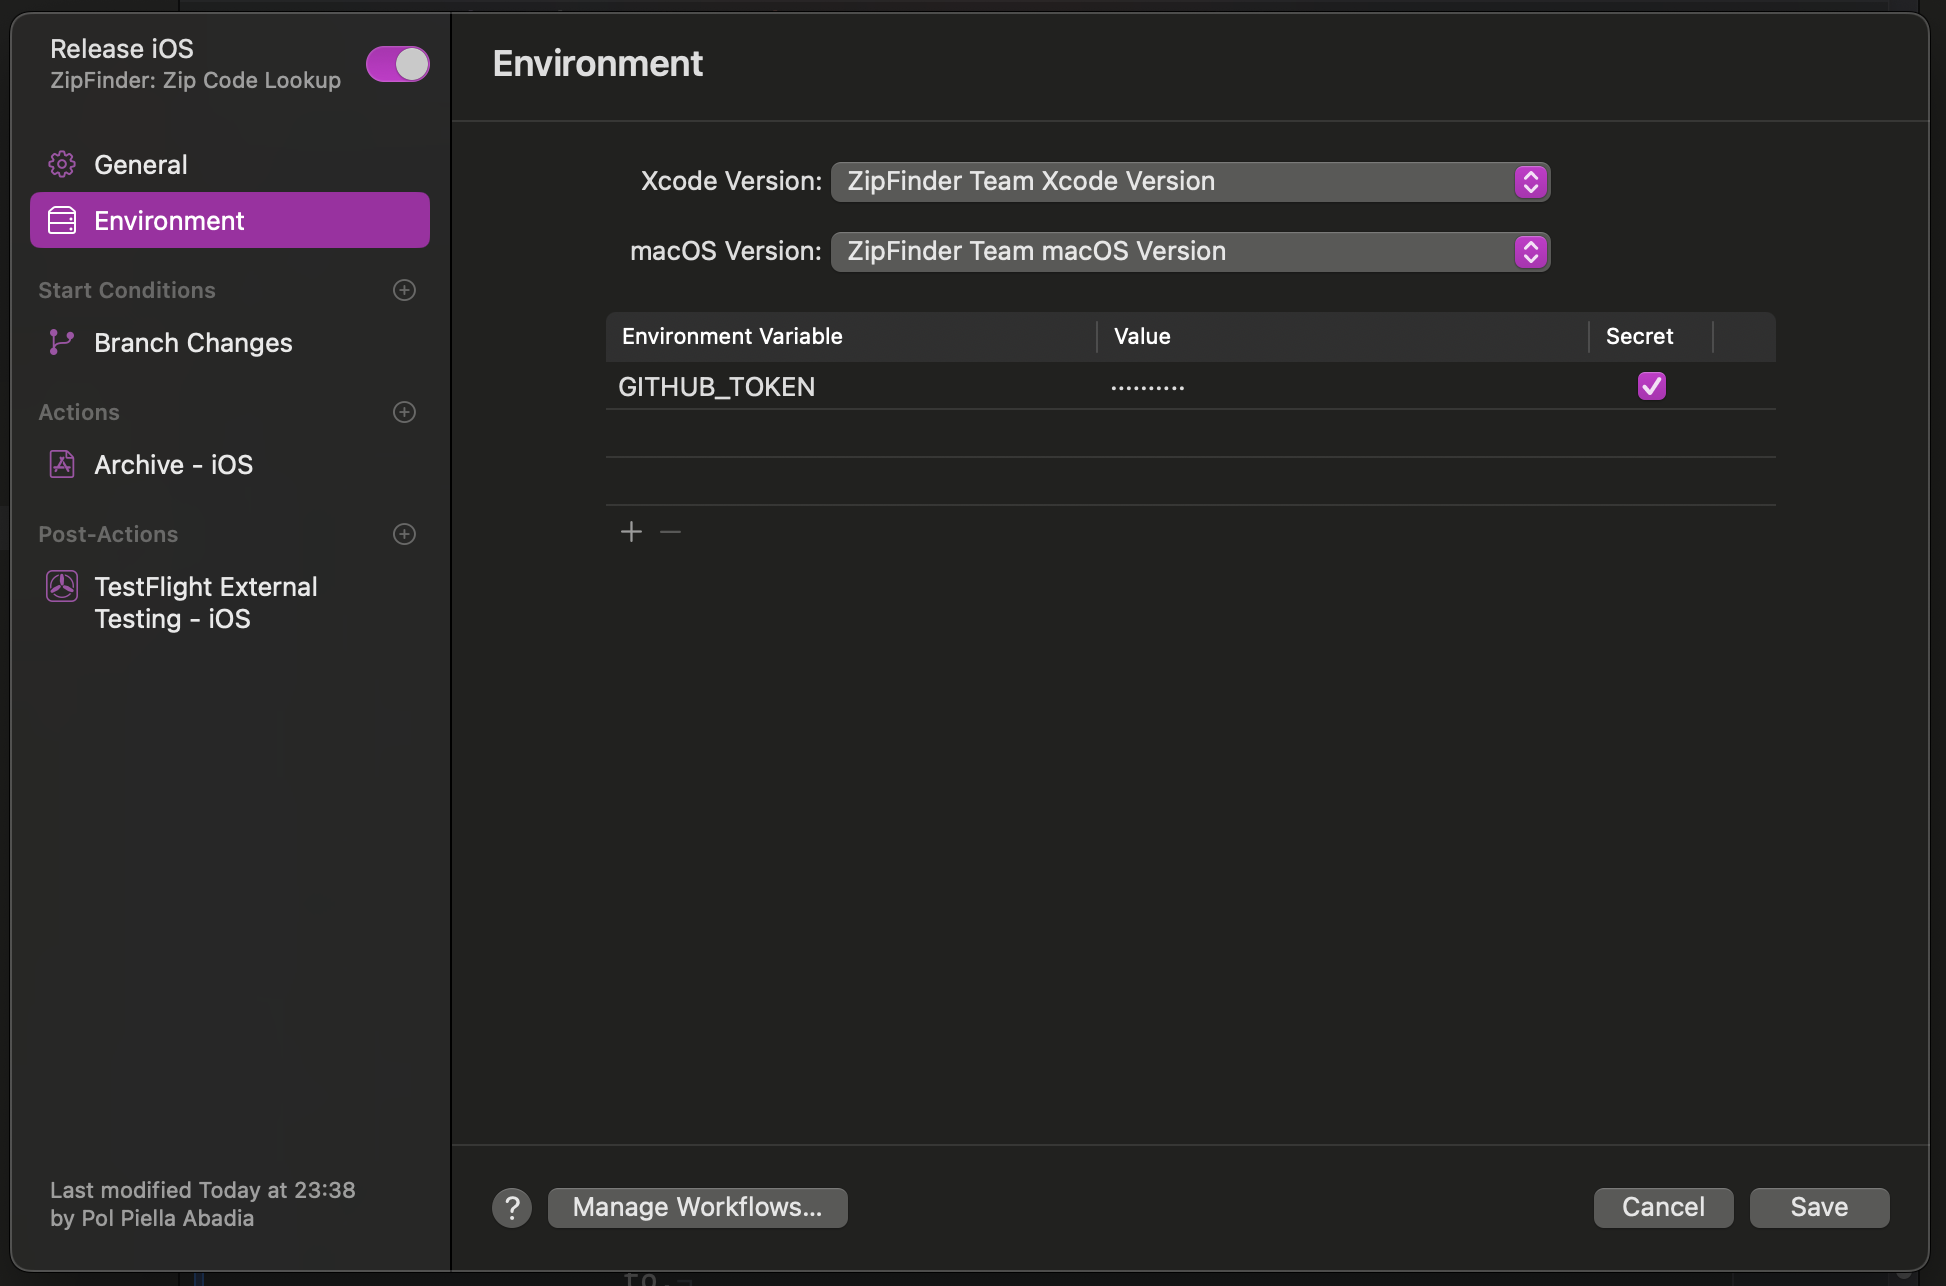 Release iOS
ZipFinder: Zip Code Lookup
General
Environment
Start Conditions
Branch Changes
Actions
Archive - iOS
Post-Actions
TestFlight External
Testing - iOS
Last modified Today at 23:38
by Pol Piella Abadia
Environment
Xcode Version: ZipFinder Team Xcode Version
macOS Version: ZipFinder Team macOS Version
Environment Variable Value Secret
GITHUB_TOKEN ••••••••••
? Manage Workflows... Cancel Save